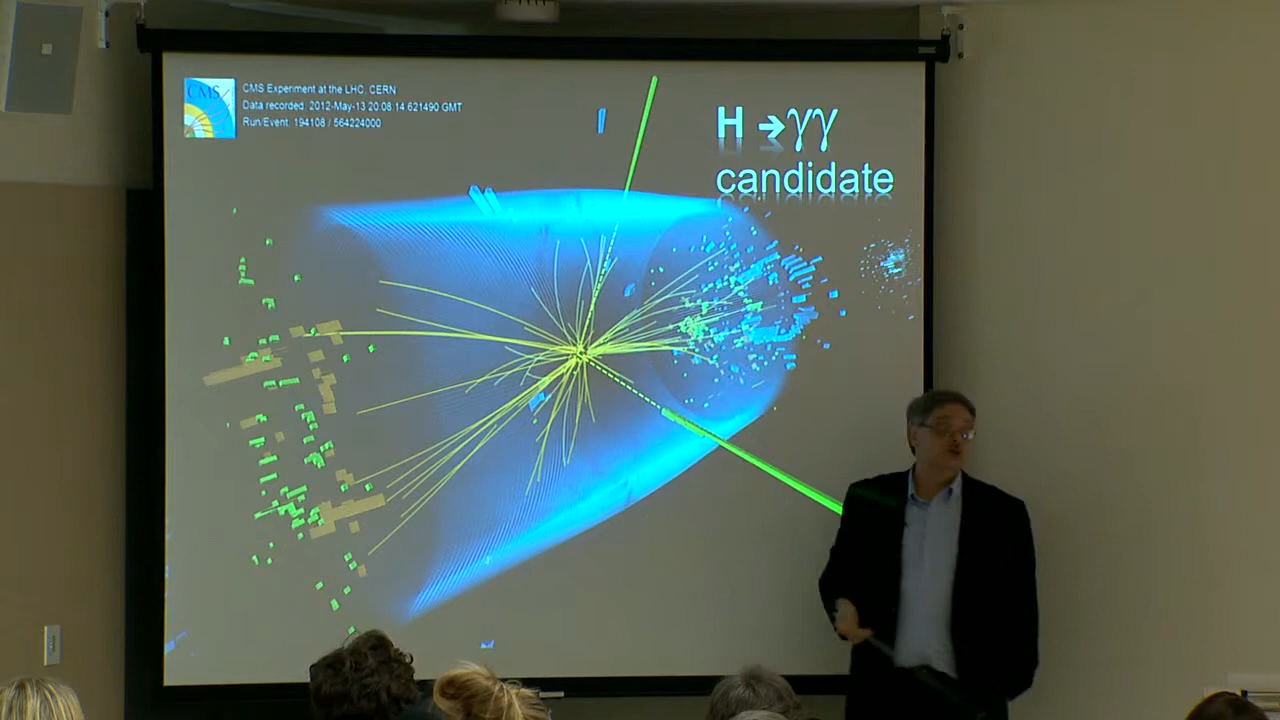 CMS
CMS Experiment at the LHC, CERN
Data recorded: 2012-May-13 20:08:14.621490 GMT
Run/Event: 194108 / 564224000
H → γγ
candidate